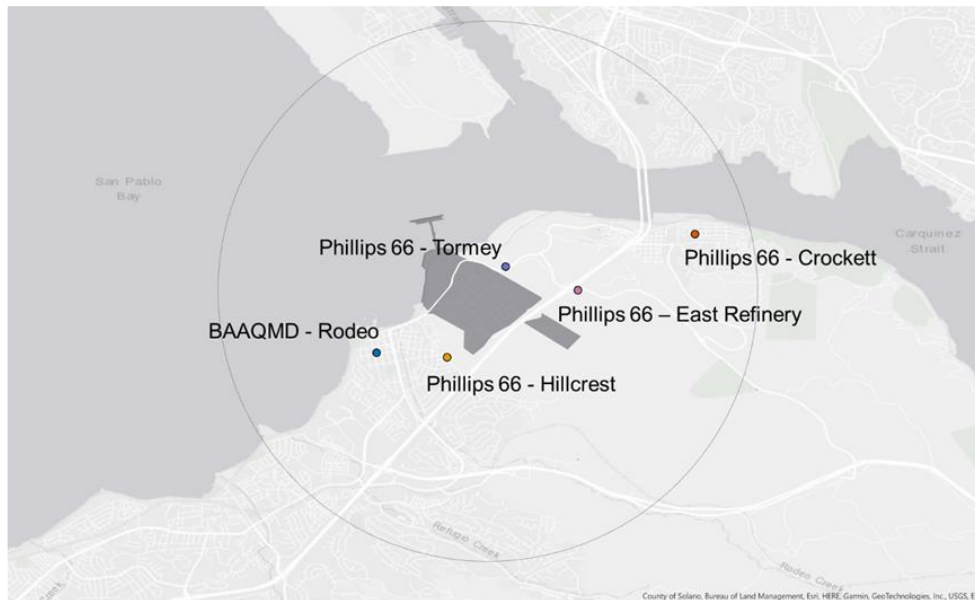 San Pablo
Bay
Carquinez
Strait
Phillips 66 - Tormey
Phillips 66 - Crockett
Phillips 66 – East Refinery
BAAQMD - Rodeo
Phillips 66 - Hillcrest
Refugio Creek
Rodeo Creek
County of Solano, Bureau of Land Management, Esri, HERE, Garmin, GeoTechnologies, Inc., USGS, E